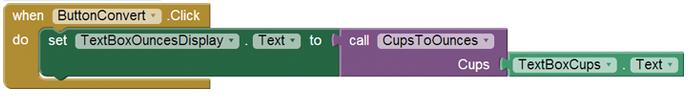 when ButtonConvert .Click
do set TextBoxOuncesDisplay . Text to call CupsToOunces
Cups TextBoxCups . Text